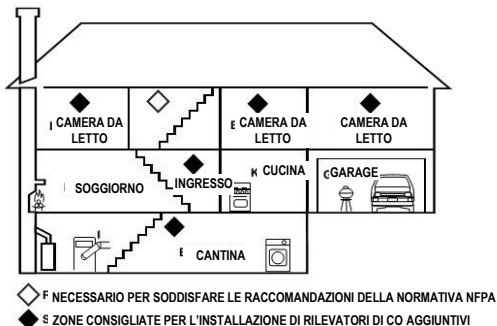 CAMERA DA
LETTO
CAMERA DA
LETTO
CAMERA DA
LETTO
SOGGIORNO
INGRESSO
CUCINA
GARAGE
CANTINA
NECESSARIO PER SODDISFARE LE RACCOMANDAZIONI DELLA NORMATIVA NFPA
ZONE CONSIGLIATE PER L'INSTALLAZIONE DI RILEVATORI DI CO AGGIUNTIVI